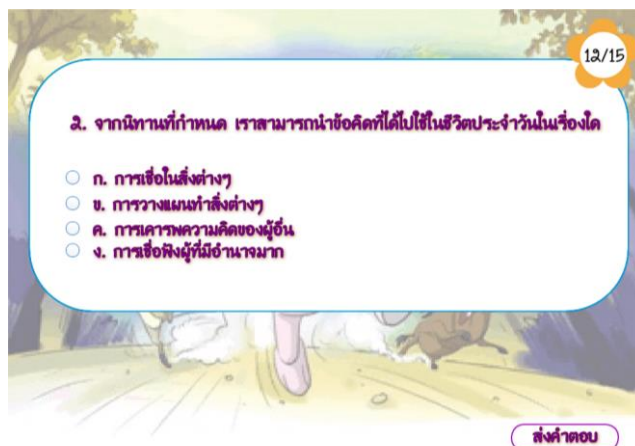 12/15
2. จากนิทานที่กำหนด เราสามารถนำข้อคิดที่ได้ไปใช้ในชีวิตประจำวันในเรื่องใด
ก. การเชื่อในสิ่งต่างๆ
ข. การวางแผนทำสิ่งต่างๆ
ค. การเคารพความคิดของผู้อื่น
ง. การเชื่อฟังผู้ที่มีอำนาจมาก
ส่งคำตอบ